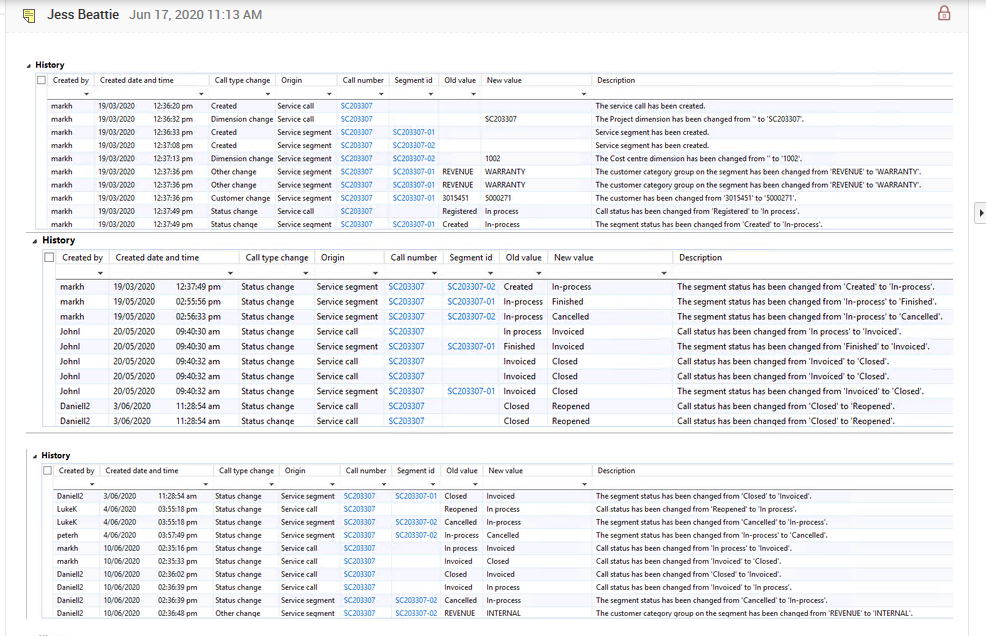 Jess Beattie Jun 17, 2020 11:13 AM
History
Created by Created date and time Call type change Origin Call number Segment id Old value New value Description
markh 19/03/2020 12:36:20 pm Created Service call SC203307 The service call has been created.
markh 19/03/2020 12:36:32 pm Dimension change Service call SC203307 SC203307 The Project dimension has been changed from '' to 'SC203307'.
markh 19/03/2020 12:36:33 pm Created Service segment SC203307-01 Service segment has been created.
markh 19/03/2020 12:37:08 pm Created Service segment SC203307 SC203307-02 Service segment has been created.
markh 19/03/2020 12:37:13 pm Dimension change Service segment SC203307 SC203307-02 1002 The Cost centre dimension has been changed from '' to '1002'.
markh 19/03/2020 12:37:36 pm Other change Service segment SC203307 SC203307-01 REVENUE WARRANTY The customer category group on the segment has been changed from 'REVENUE' to 'WARRANTY'.
markh 19/03/2020 12:37:36 pm Other change Service segment SC203307 SC203307-01 REVENUE WARRANTY The customer category group on the segment has been changed from 'REVENUE' to 'WARRANTY'.
markh 19/03/2020 12:37:36 pm Customer change Service segment SC203307 SC203307-01 3015451 5000271 The customer has been changed from '3015451' to '5000271'.
markh 19/03/2020 12:37:49 pm Status change Service call SC203307 Registered In process Call status has been changed from 'Registered' to 'In process'.
markh 19/03/2020 12:37:49 pm Status change Service segment SC203307 SC203307-01 Created In-process The segment status has been changed from 'Created' to 'In-process'.
History
Created by Created date and time Call type change Origin Call number Segment id Old value New value Description
markh 19/03/2020 12:37:49 pm Status change Service segment SC203307 SC203307-02 Created In-process The segment status has been changed from 'Created' to 'In-process'.
markh 19/05/2020 02:55:56 pm Status change Service segment SC203307 SC203307-01 In-process Finished The segment status has been changed from 'In-process' to 'Finished'.
markh 19/05/2020 02:56:33 pm Status change Service segment SC203307 SC203307-02 In-process Cancelled The segment status has been changed from 'In-process' to 'Cancelled'.
Johnl 20/05/2020 09:40:30 am Status change Service call SC203307 In process Invoiced Call status has been changed from 'In process' to 'Invoiced'.
Johnl 20/05/2020 09:40:30 am Status change Service segment SC203307 SC203307-01 Finished Invoiced The segment status has been changed from 'Finished' to 'Invoiced'.
Johnl 20/05/2020 09:40:32 am Status change Service call SC203307 Invoiced Closed Call status has been changed from 'Invoiced' to 'Closed'.
Johnl 20/05/2020 09:40:32 am Status change Service call SC203307 Invoiced Closed Call status has been changed from 'Invoiced' to 'Closed'.
Johnl 20/05/2020 09:40:32 am Status change Service segment SC203307 SC203307-01 Invoiced Closed The segment status has been changed from 'Invoiced' to 'Closed'.
Daniell2 3/06/2020 11:28:54 am Status change Service call SC203307 Closed Reopened Call status has been changed from 'Closed' to 'Reopened'.
Daniell2 3/06/2020 11:28:54 am Status change Service call SC203307 Closed Reopened Call status has been changed from 'Closed' to 'Reopened'.
History
Created by Created date and time Call type change Origin Call number Segment id Old value New value Description
Daniell2 3/06/2020 11:28:54 am Status change Service segment SC203307 SC203307-01 Closed Invoiced The segment status has been changed from 'Closed' to 'Invoiced'.
LukeK 4/06/2020 03:55:18 pm Status change Service call SC203307 Reopened In process Call status has been changed from 'Reopened' to 'In process'.
LukeK 4/06/2020 03:55:18 pm Status change Service segment SC203307 SC203307-02 Cancelled In-process The segment status has been changed from 'Cancelled' to 'In-process'.
peterh 4/06/2020 03:57:49 pm Status change Service segment SC203307 SC203307-02 In-process Cancelled The segment status has been changed from 'In-process' to 'Cancelled'.
markh 10/06/2020 02:35:16 pm Status change Service call SC203307 In process Invoiced Call status has been changed from 'In process' to 'Invoiced'.
markh 10/06/2020 02:35:33 pm Status change Service call SC203307 Invoiced Closed Call status has been changed from 'Invoiced' to 'Closed'.
Daniell2 10/06/2020 02:36:02 pm Status change Service call SC203307 Closed Invoiced Call status has been changed from 'Closed' to 'Invoiced'.
Daniell2 10/06/2020 02:36:39 pm Status change Service call SC203307 Invoiced In process Call status has been changed from 'Invoiced' to 'In process'.
Daniell2 10/06/2020 02:36:39 pm Status change Service segment SC203307 SC203307-02 Cancelled In-process The segment status has been changed from 'Cancelled' to 'In-process'.
Daniell2 10/06/2020 02:36:48 pm Other change Service segment SC203307 SC203307-02 REVENUE INTERNAL The customer category group on the segment has been changed from 'REVENUE' to 'INTERNAL'.